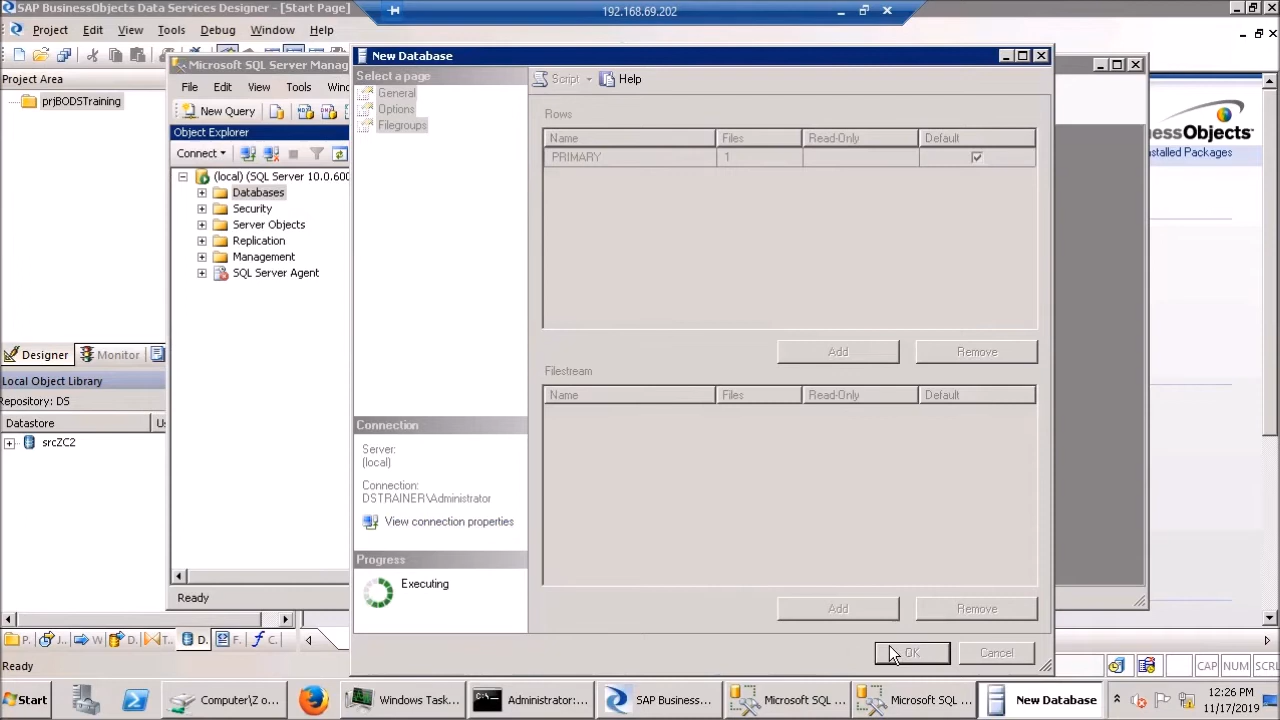 SAP BusinessObjects Data Services Designer - [Start Page]
192.168.69.202
Project Edit View Tools Debug Window Help
Project Area
prjBODSTraining
Microsoft SQL Server Manag
File Edit View Tools
New Query
Object Explorer
Connect
(local) (SQL Server 10.0.600
Databases
Security
Server Objects
Replication
Management
SQL Server Agent
Ready
New Database
Select a page
General
Options
Filegroups
Script Help
Rows
Name Files Read-Only Default
PRIMARY 1
Add Remove
Filestream
Name Files Read-Only Default
Add Remove
Connection
Server:
(local)
Connection:
DSTRAINER\Administrator
View connection properties
Progress
Executing
OK Cancel
nessObjects
nstalled Packages
Designer Monitor
Local Object Library
Repository: DS
Datastore
srcZC2
P. J.. W D. T.. D. F. C.
Ready
CAP NUM SCRL
Start Computer\Z o... Windows Task... Administrator:... SAP Business... Microsoft SQL ... Microsoft SQL ... New Database
12:26 PM
11/17/2019